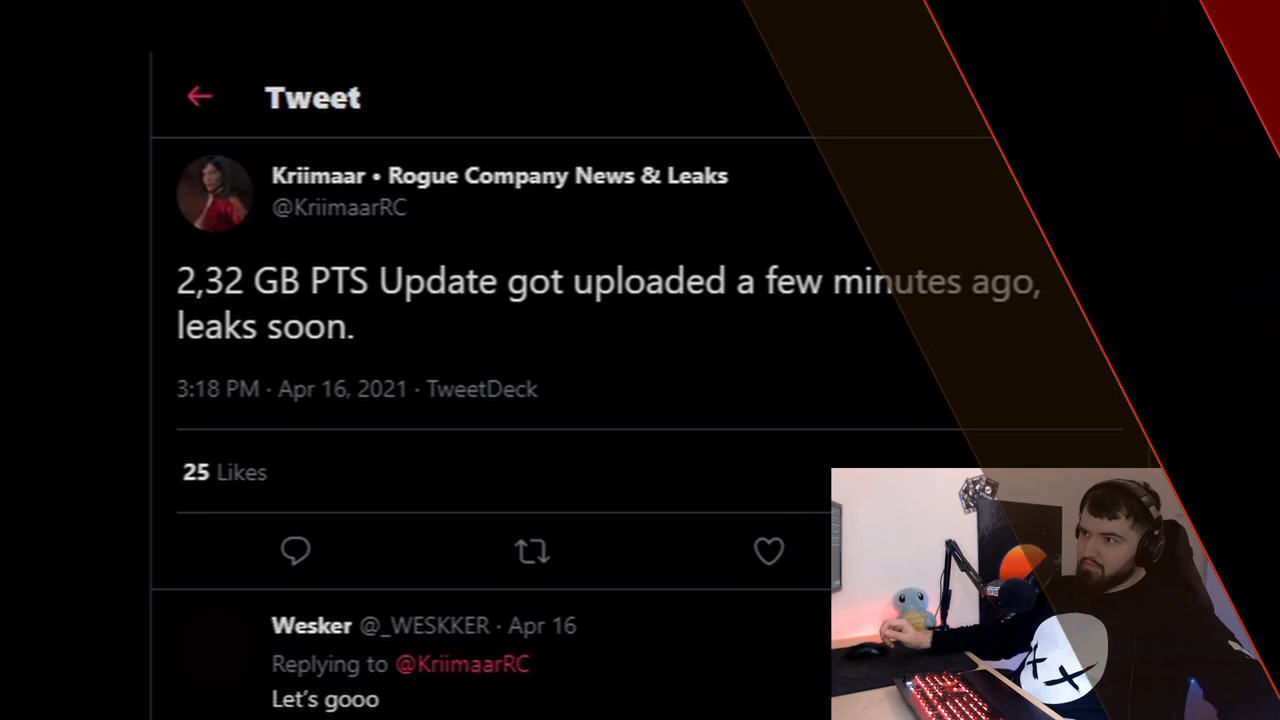 Tweet
Kriimaar • Rogue Company News & Leaks
@KriimaarRC
2,32 GB PTS Update got uploaded a few minutes ago,
leaks soon.
3:18 PM · Apr 16, 2021 · TweetDeck
25 Likes
Wesker @_WESKKER · Apr 16
Replying to @KriimaarRC
Let's gooo